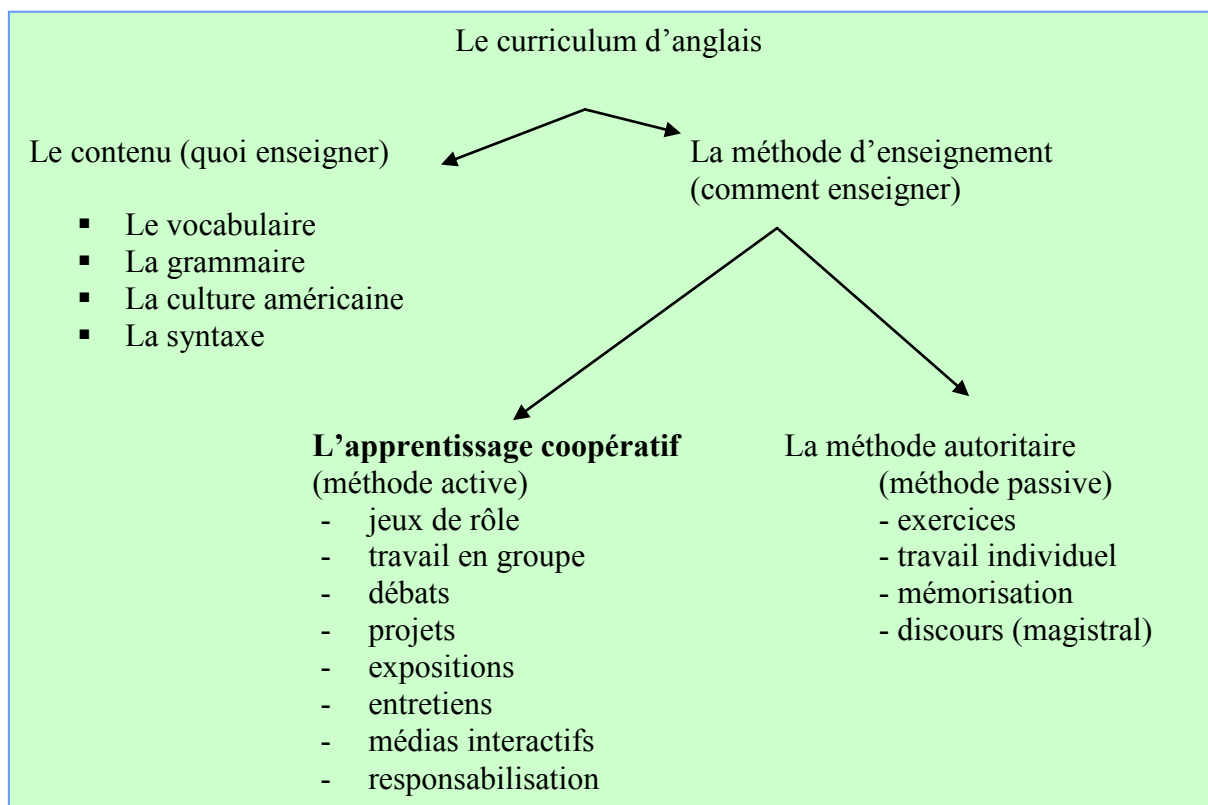 Le curriculum d’anglais
Le contenu (quoi enseigner)
▪ Le vocabulaire
▪ La grammaire
▪ La culture américaine
▪ La syntaxe
La méthode d’enseignement
(comment enseigner)
L’apprentissage coopératif
(méthode active)
- jeux de rôle
- travail en groupe
- débats
- projets
- expositions
- entretiens
- médias interactifs
- responsabilisation
La méthode autoritaire
(méthode passive)
- exercices
- travail individuel
- mémorisation
- discours (magistral)